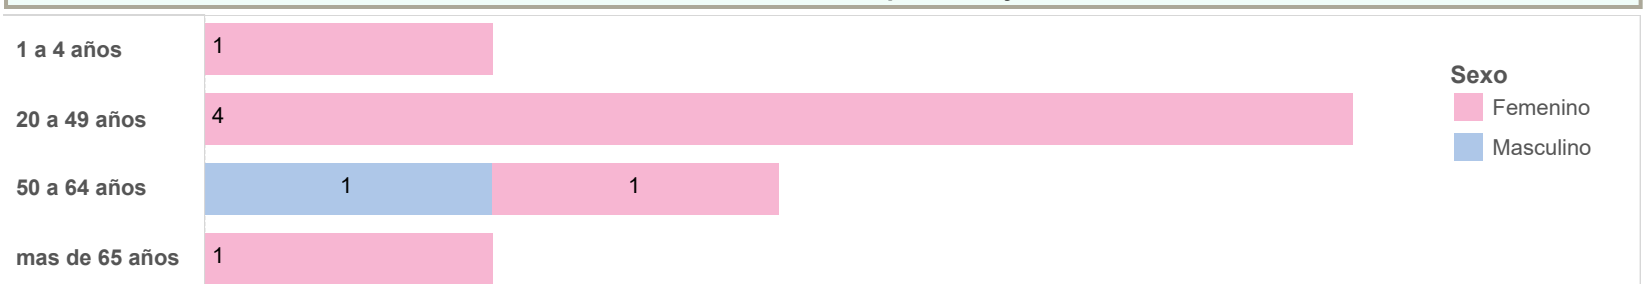 1 a 4 años
1
20 a 49 años
4
50 a 64 años
1
1
mas de 65 años
1
Sexo
Femenino
Masculino